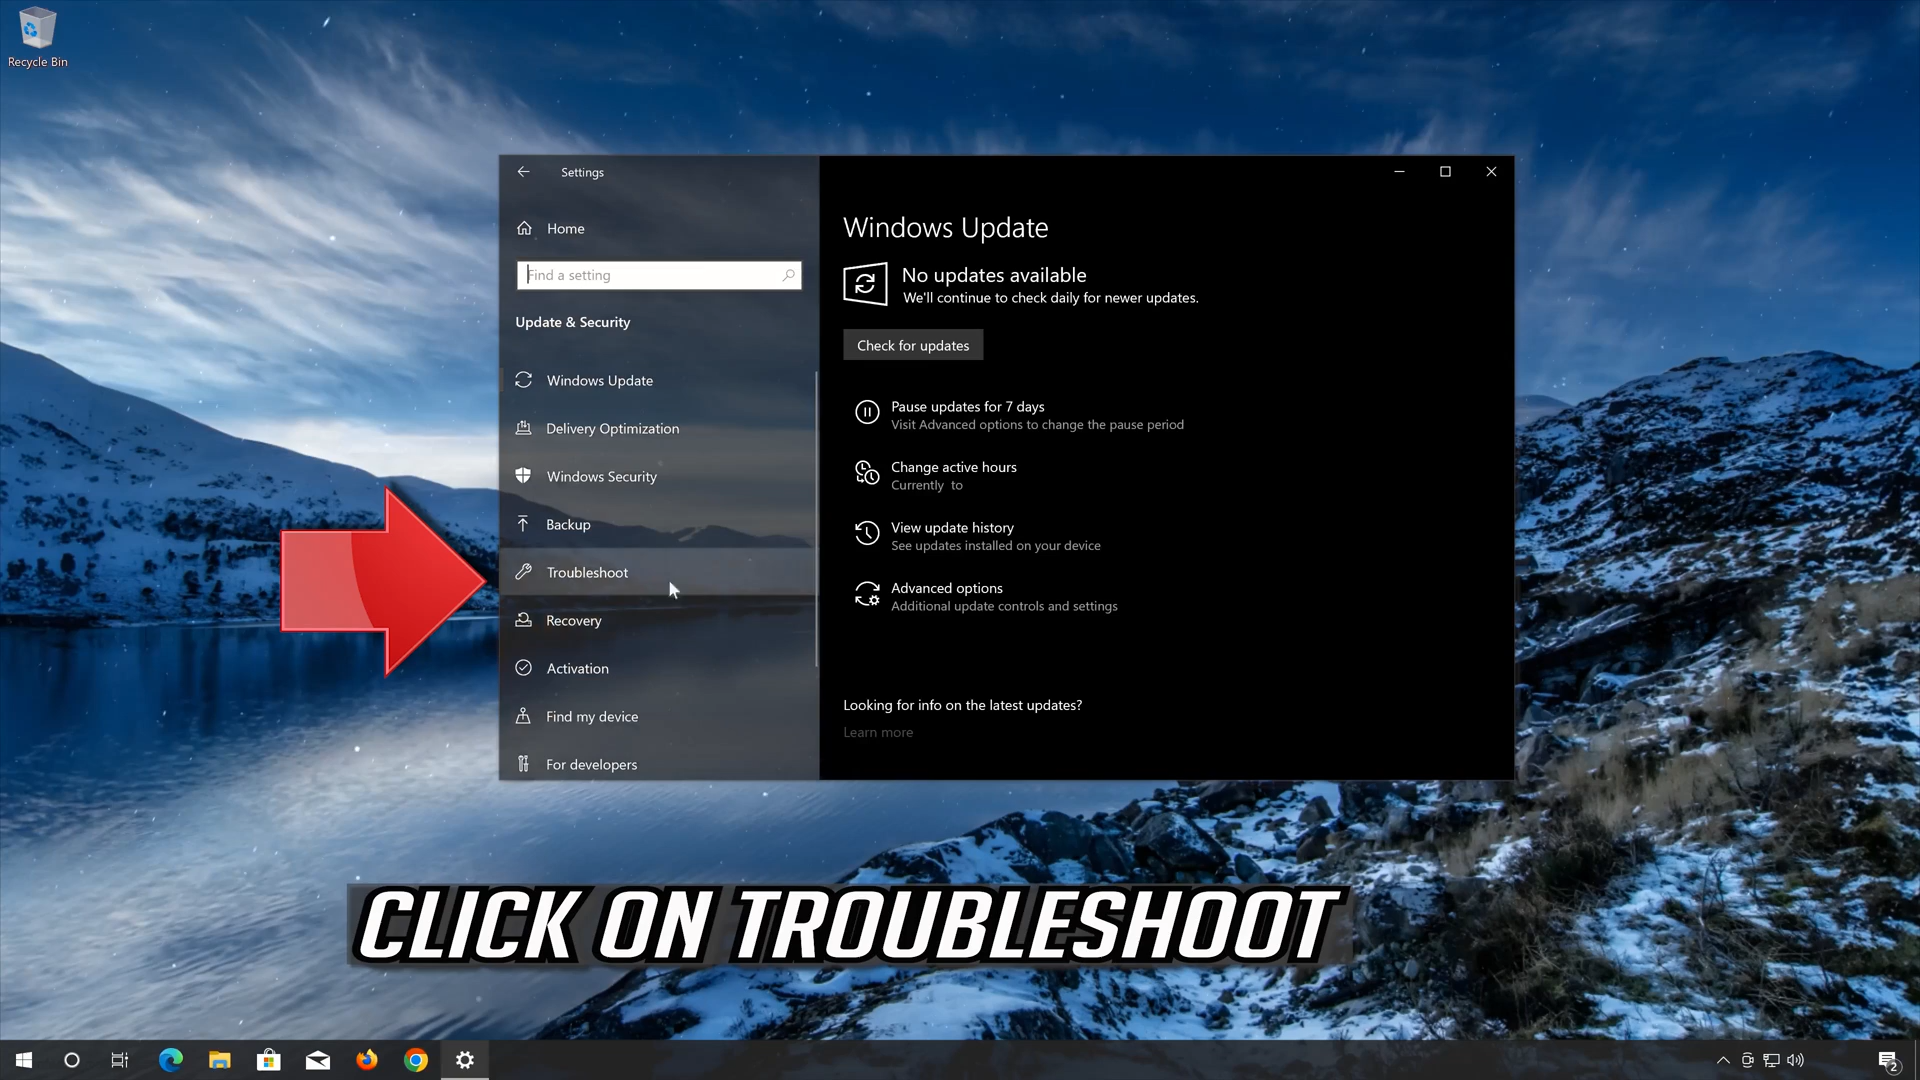 Recycle Bin
Settings
Home
Find a setting
Update & Security
Windows Update
Delivery Optimization
Windows Security
Backup
Troubleshoot
Recovery
Activation
Find my device
For developers
Windows Update
No updates available
We'll continue to check daily for newer updates.
Check for updates
Pause updates for 7 days
Visit Advanced options to change the pause period
Change active hours
Currently  to
View update history
See updates installed on your device
Advanced options
Additional update controls and settings
Looking for info on the latest updates?
Learn more
CLICK ON TROUBLESHOOT
2